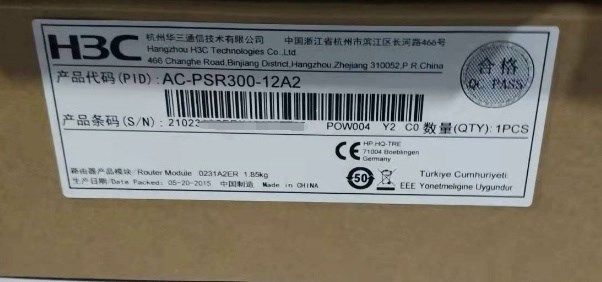 H3C
杭州华三通信技术有限公司 中国浙江省杭州市滨江区长河路466号
Hangzhou H3C Technologies Co.,Ltd.
466 Changhe Road,Binjiang District,Hangzhou,Zhejiang 310052,P.R.China
合格
QC PASS
产品代码(PID): AC-PSR300-12A2
产品条码(S/N): 21023
POW004 Y2 C0 数量(QTY): 1PCS
CE
HP,HQ-TRE
71004 Boeblingen
Germany
路由器产品模块/Router Module 0231A2ER 1.85kg
生产日期/Date Packed: 05-20-2015 中国制造 Made in CHINA
50
Türkiye Cumhuriyeti
EEE Yonetmeligine Uygundur